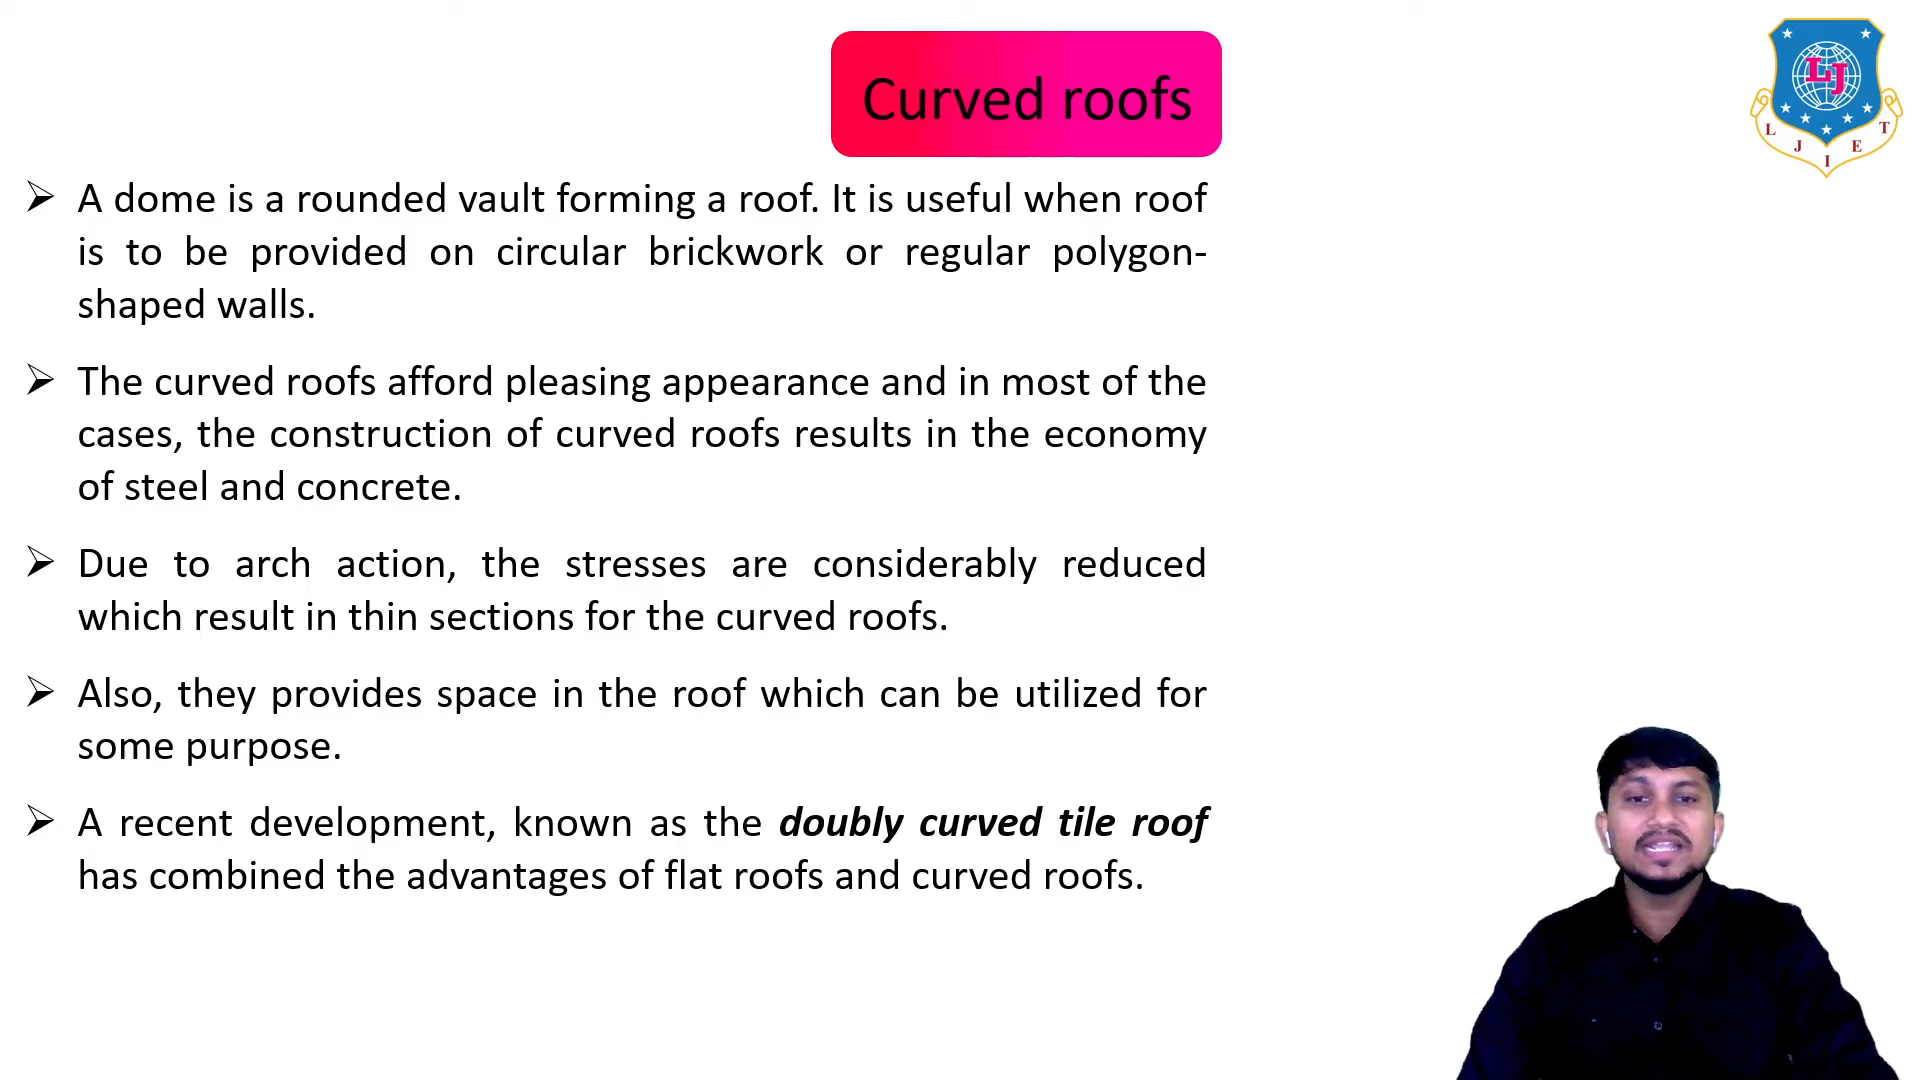 Curved roofs
LJ
L J I E T
➢ A dome is a rounded vault forming a roof. It is useful when roof
is to be provided on circular brickwork or regular polygon-
shaped walls.
➢ The curved roofs afford pleasing appearance and in most of the
cases, the construction of curved roofs results in the economy
of steel and concrete.
➢ Due to arch action, the stresses are considerably reduced
which result in thin sections for the curved roofs.
➢ Also, they provides space in the roof which can be utilized for
some purpose.
➢ A recent development, known as the doubly curved tile roof
has combined the advantages of flat roofs and curved roofs.